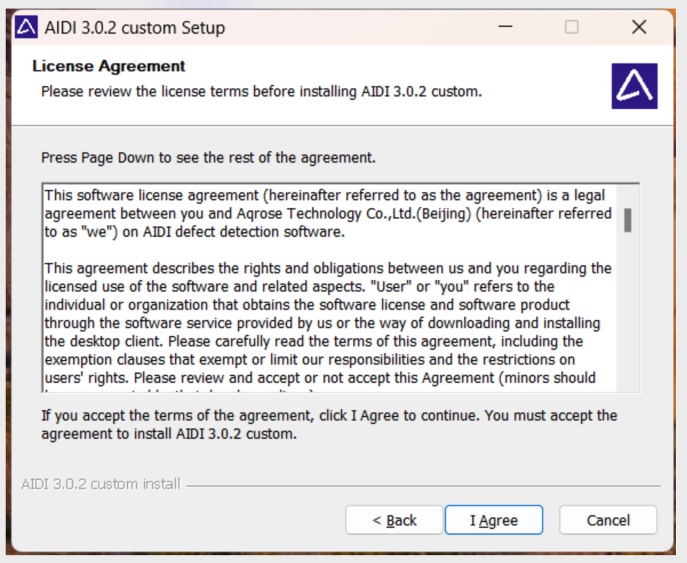 AIDI 3.0.2 custom Setup
License Agreement
Please review the license terms before installing AIDI 3.0.2 custom.
Press Page Down to see the rest of the agreement.
This software license agreement (hereinafter referred to as the agreement) is a legal
agreement between you and Aqrose Technology Co.,Ltd.(Beijing) (hereinafter referred
to as "we") on AIDI defect detection software.
This agreement describes the rights and obligations between us and you regarding the
licensed use of the software and related aspects. "User" or "you" refers to the
individual or organization that obtains the software license and software product
through the software service provided by us or the way of downloading and installing
the desktop client. Please carefully read the terms of this agreement, including the
exemption clauses that exempt or limit our responsibilities and the restrictions on
users' rights. Please review and accept or not accept this Agreement (minors should
If you accept the terms of the agreement, click I Agree to continue. You must accept the
agreement to install AIDI 3.0.2 custom.
AIDI 3.0.2 custom install
< Back
I Agree
Cancel